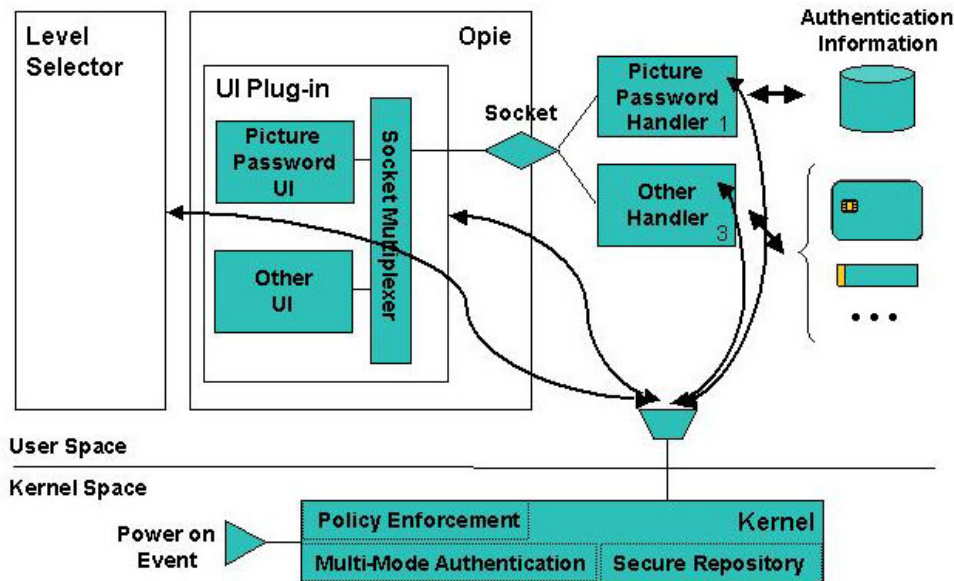 Level
Selector
Opie
UI Plug-in
Picture
Password
UI
Other
UI
Socket Multiplexer
Socket
Picture
Password
Handler 1
Other
Handler
3
Authentication
Information
• • •
User Space
Kernel Space
Power on
Event
Policy Enforcement
Kernel
Multi-Mode Authentication
Secure Repository